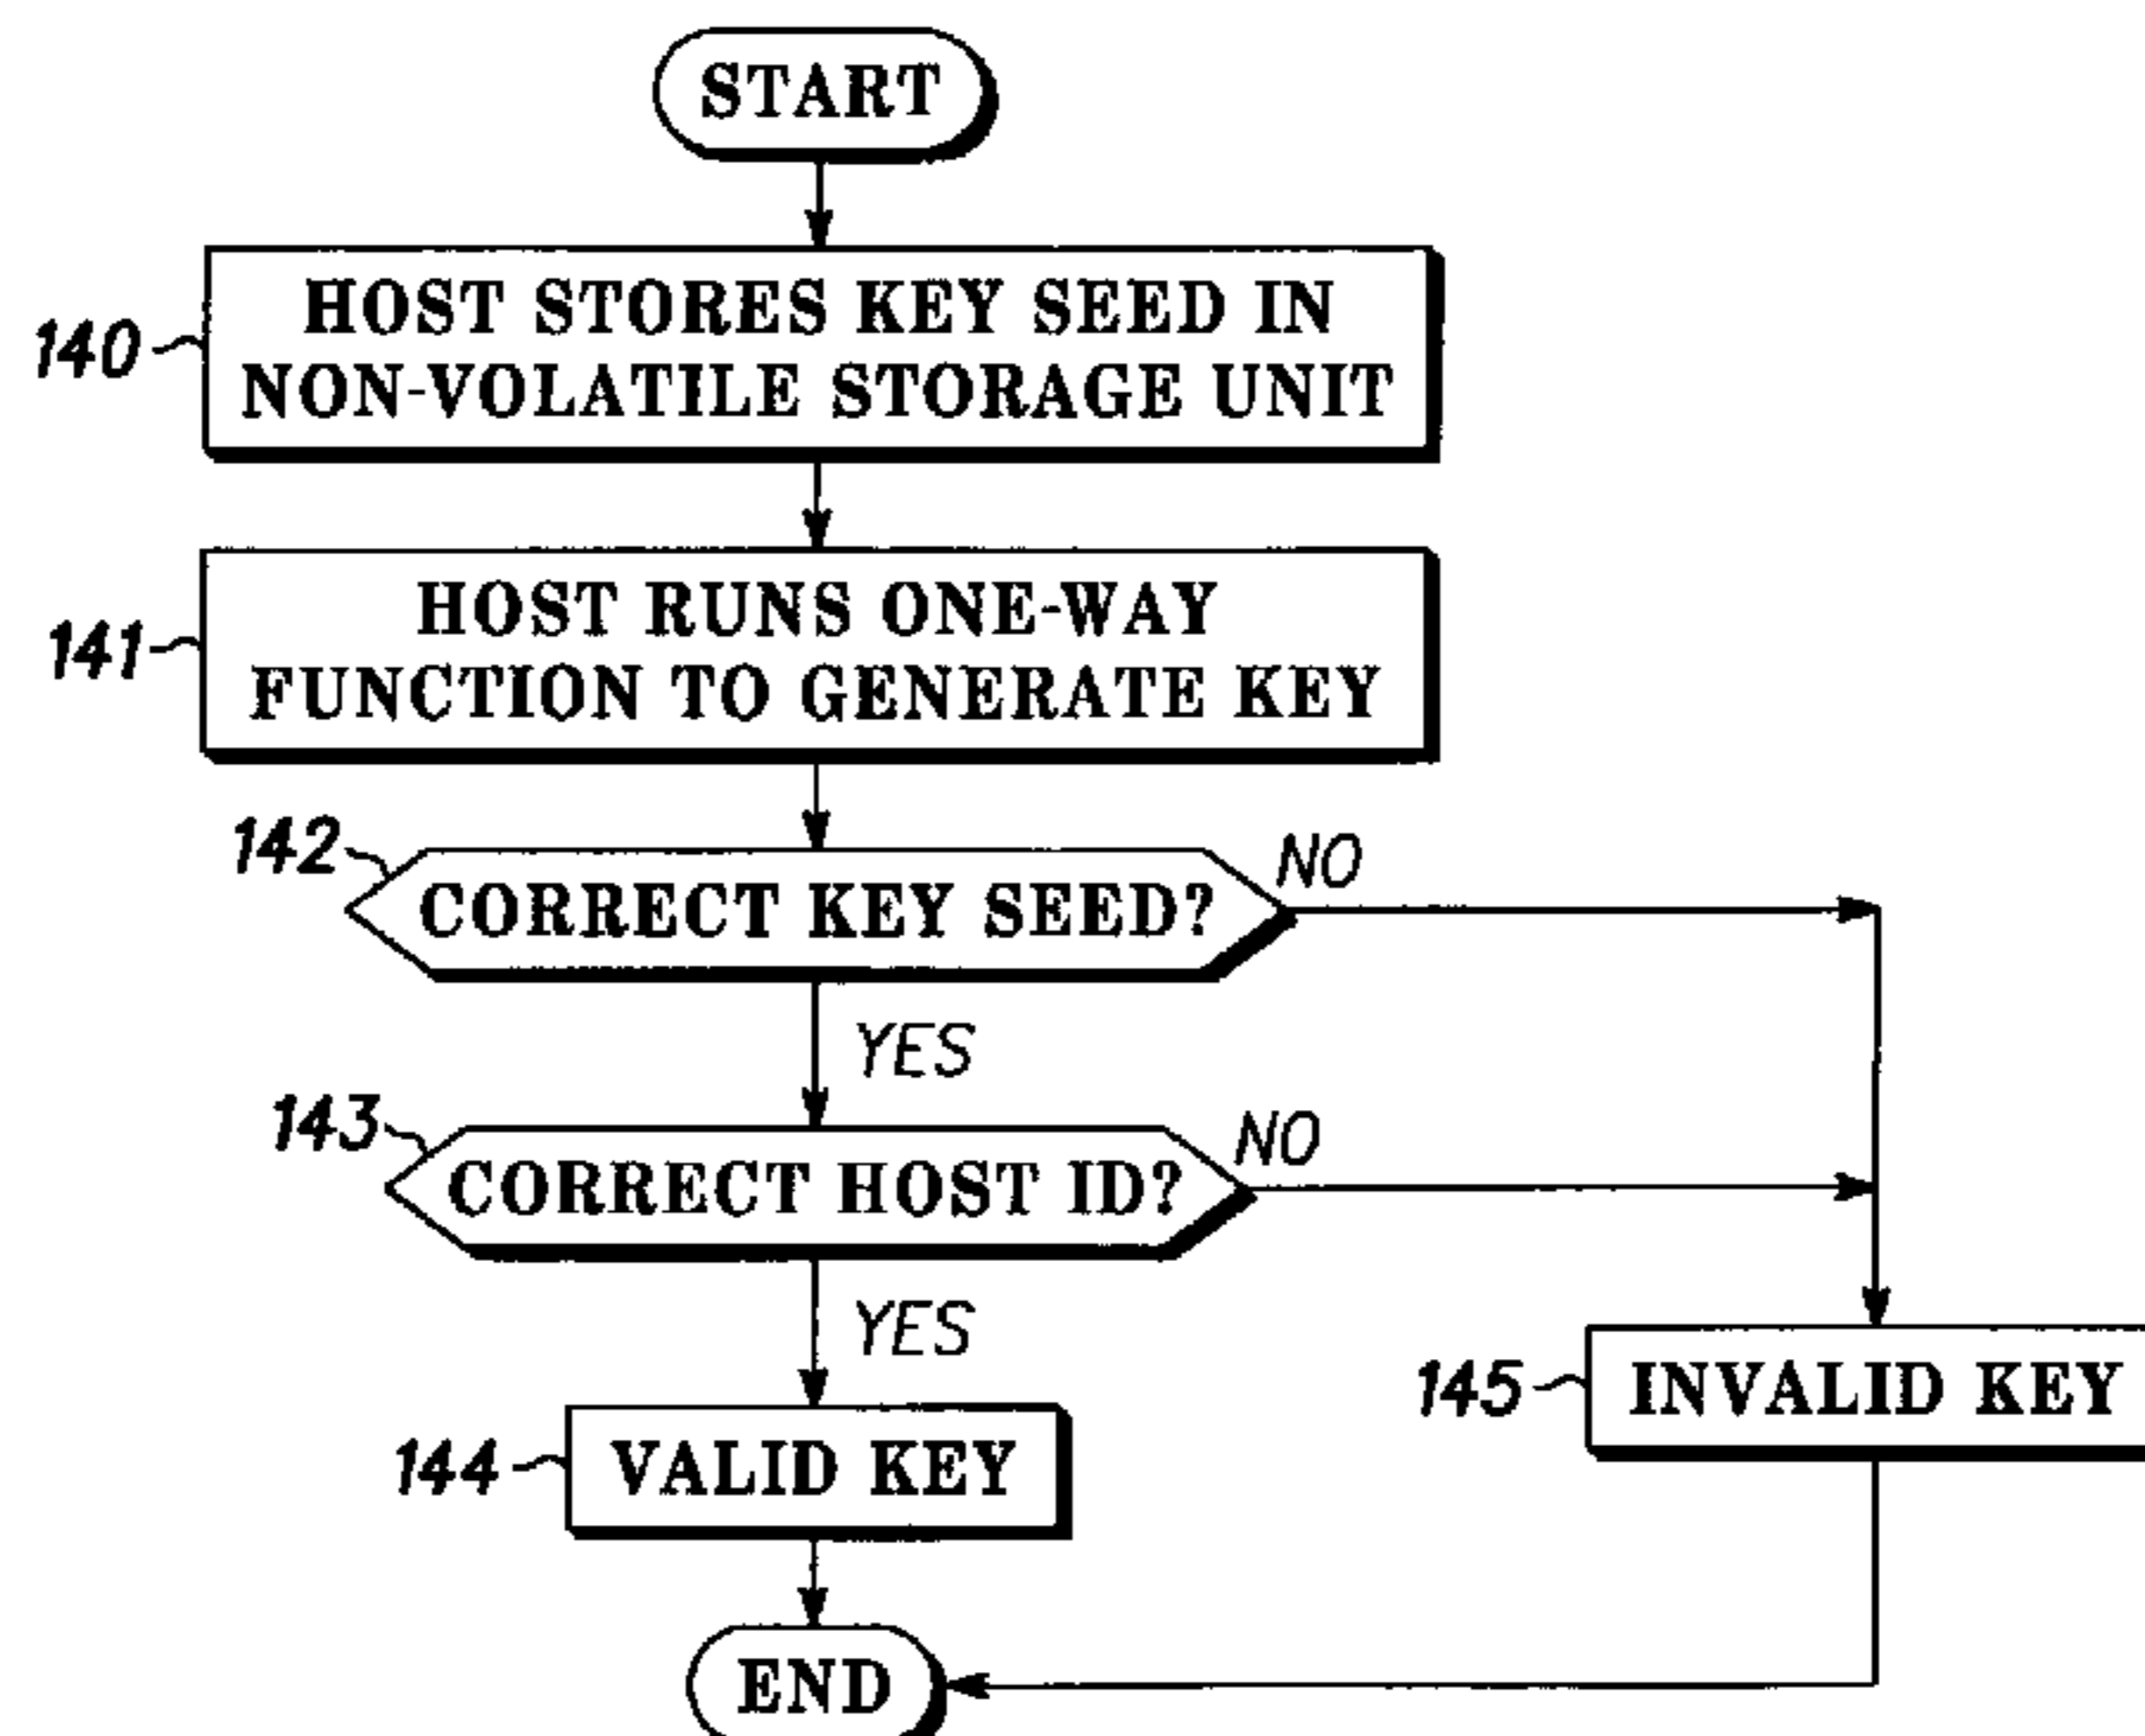 START
140
HOST STORES KEY SEED IN
NON-VOLATILE STORAGE UNIT
141
HOST RUNS ONE-WAY
FUNCTION TO GENERATE KEY
142
CORRECT KEY SEED?
NO
YES
143
CORRECT HOST ID?
NO
YES
145
INVALID KEY
144
VALID KEY
END